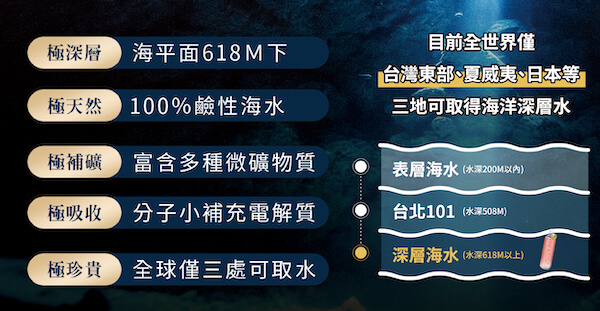 極深層 海平面618M下
極天然 100%鹼性海水
極補礦 富含多種微礦物質
極吸收 分子小補充電解質
極珍貴 全球僅三處可取水
目前全世界僅
台灣東部、夏威夷、日本等
三地可取得海洋深層水
表層海水 (水深200M以內)
台北101 (水深508M)
深層海水 (水深618M以上)